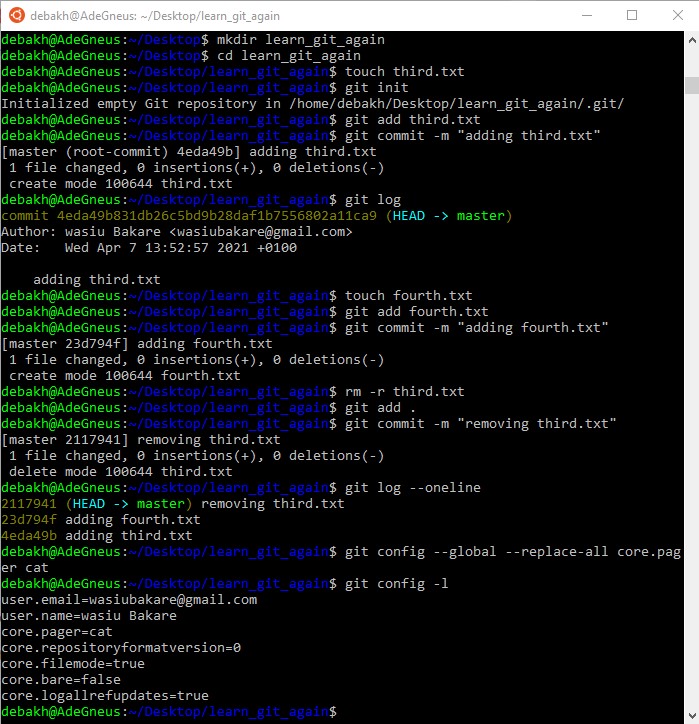 debakh@AdeGneus: ~/Desktop/learn_git_again
debakh@AdeGneus:~/Desktop$ mkdir learn_git_again
debakh@AdeGneus:~/Desktop$ cd learn_git_again
debakh@AdeGneus:~/Desktop/learn_git_again$ touch third.txt
debakh@AdeGneus:~/Desktop/learn_git_again$ git init
Initialized empty Git repository in /home/debakh/Desktop/learn_git_again/.git/
debakh@AdeGneus:~/Desktop/learn_git_again$ git add third.txt
debakh@AdeGneus:~/Desktop/learn_git_again$ git commit -m "adding third.txt"
[master (root-commit) 4eda49b] adding third.txt
 1 file changed, 0 insertions(+), 0 deletions(-)
 create mode 100644 third.txt
debakh@AdeGneus:~/Desktop/learn_git_again$ git log
commit 4eda49b831db26c5bd9b28daf1b7556802a11ca9 (HEAD -> master)
Author: wasiu Bakare <wasiubakare@gmail.com>
Date:   Wed Apr 7 13:52:57 2021 +0100

    adding third.txt
debakh@AdeGneus:~/Desktop/learn_git_again$ touch fourth.txt
debakh@AdeGneus:~/Desktop/learn_git_again$ git add fourth.txt
debakh@AdeGneus:~/Desktop/learn_git_again$ git commit -m "adding fourth.txt"
[master 23d794f] adding fourth.txt
 1 file changed, 0 insertions(+), 0 deletions(-)
 create mode 100644 fourth.txt
debakh@AdeGneus:~/Desktop/learn_git_again$ rm -r third.txt
debakh@AdeGneus:~/Desktop/learn_git_again$ git add .
debakh@AdeGneus:~/Desktop/learn_git_again$ git commit -m "removing third.txt"
[master 2117941] removing third.txt
 1 file changed, 0 insertions(+), 0 deletions(-)
 delete mode 100644 third.txt
debakh@AdeGneus:~/Desktop/learn_git_again$ git log --oneline
2117941 (HEAD -> master) removing third.txt
23d794f adding fourth.txt
4eda49b adding third.txt
debakh@AdeGneus:~/Desktop/learn_git_again$ git config --global --replace-all core.pag
er cat
debakh@AdeGneus:~/Desktop/learn_git_again$ git config -l
user.email=wasiubakare@gmail.com
user.name=wasiu Bakare
core.pager=cat
core.repositoryformatversion=0
core.filemode=true
core.bare=false
core.logallrefupdates=true
debakh@AdeGneus:~/Desktop/learn_git_again$